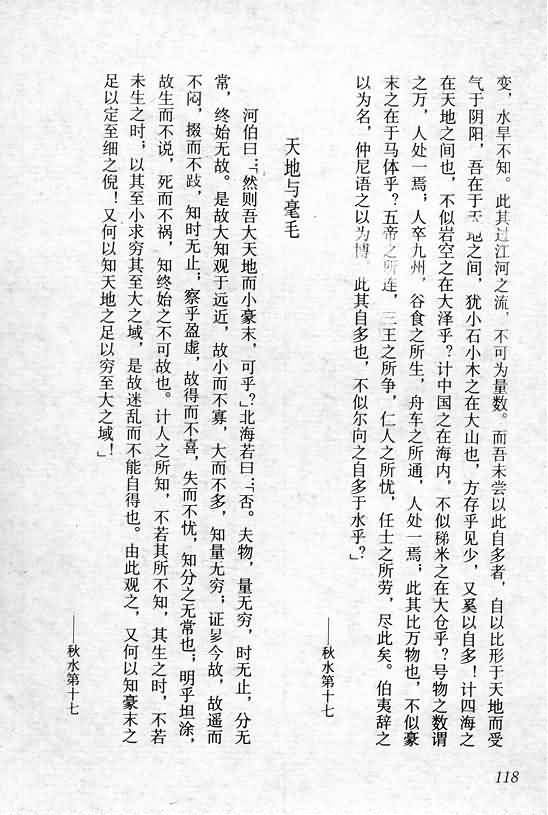 变，水旱不知。此其过江河之流，不可为量数。而吾未尝以此自多者，自以比形于天地而受
气于阴阳，吾在于天地之间，犹小石小木之在大山也，方存乎见少，又奚以自多！计四海之
在天地之间也，不似岩空之在大泽乎？计中国之在海内，不似稊米之在大仓乎？号物之数谓
之万，人处一焉；人卒九州，谷食之所生，舟车之所通，人处一焉；此其比万物也，不似豪
末之在于马体乎？五帝之所连，三王之所争，仁人之所忧，任士之所劳，尽此矣。伯夷辞之
以为名，仲尼语之以为博，此其自多也，不似尔向之自多于水乎？」
——秋水第十七
天地与毫毛
河伯曰：「然则吾大天地而小豪末，可乎？」北海若曰：「否。夫物，量无穷，时无止，分无
常，终始无故。是故大知观于远近，故小而不寡，大而不多，知量无穷；证曏今故，故遥而
不闷，掇而不跂，知时无止；察乎盈虚，故得而不喜，失而不忧，知分之无常也；明乎坦涂，
故生而不说，死而不祸，知终始之不可故也。计人之所知，不若其所不知，其生之时，不若
未生之时；以其至小求穷其至大之域，是故迷乱而不能自得也。由此观之，又何以知豪末之
足以定至细之倪！又何以知天地之足以穷至大之域！
——秋水第十七
118